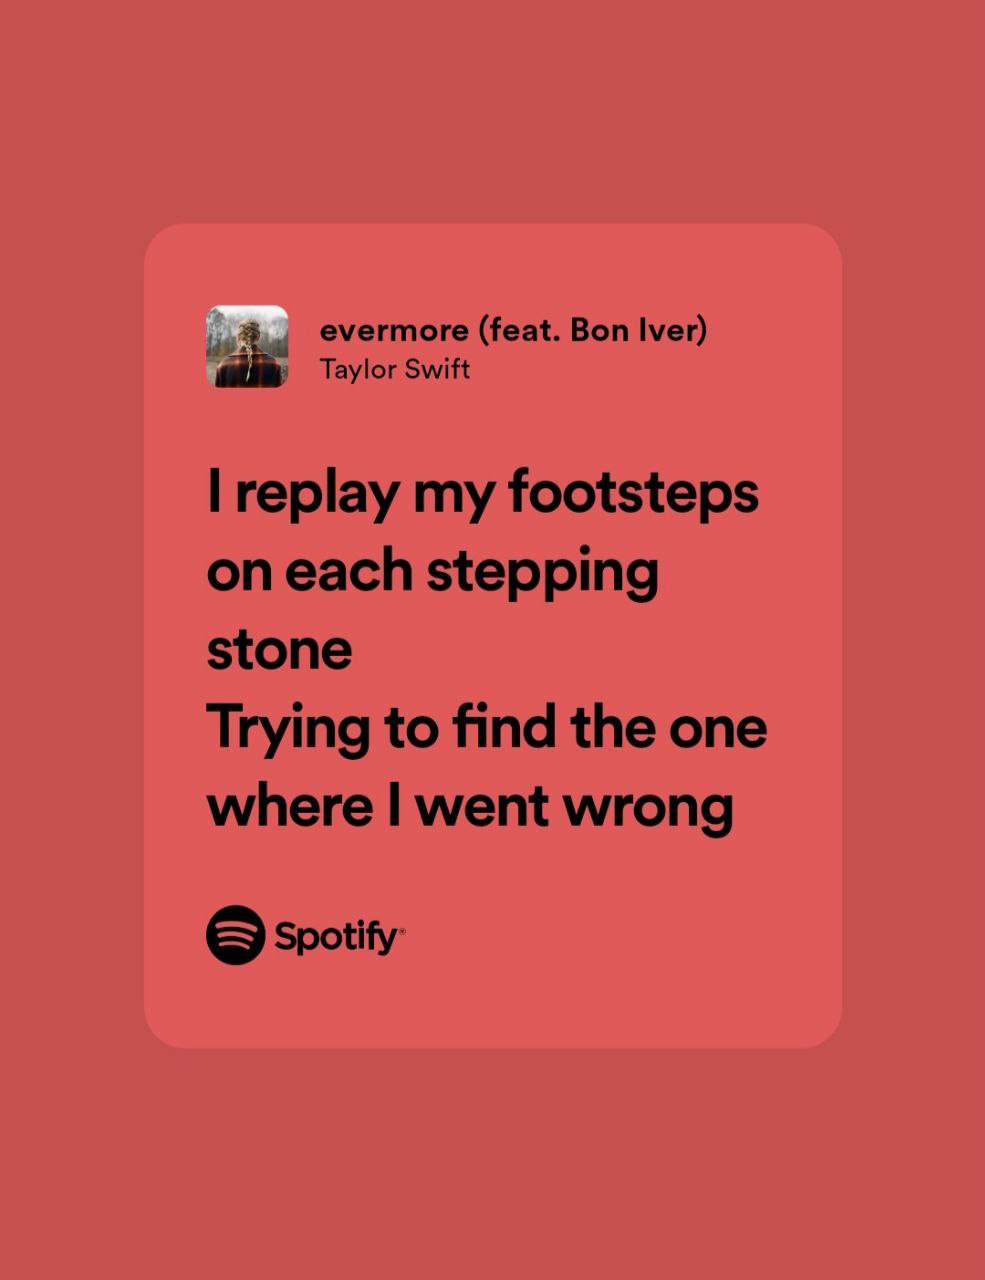 evermore (feat. Bon Iver)
Taylor Swift
I replay my footsteps
on each stepping
stone
Trying to find the one
where I went wrong
Spotify®